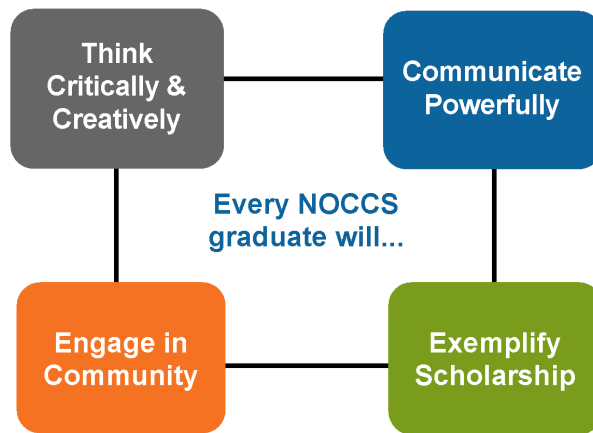 Think
Critically &
Creatively
Communicate
Powerfully
Every NOCCS
graduate will...
Engage in
Community
Exemplify
Scholarship